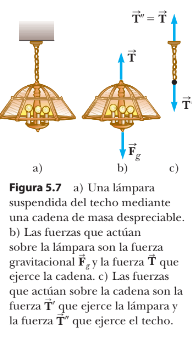 T⃗″ = T⃗
T⃗
T⃗′
F⃗g
a) b) c)
Figura 5.7 a) Una lámpara
suspendida del techo mediante
una cadena de masa despreciable.
b) Las fuerzas que actúan
sobre la lámpara son la fuerza
gravitacional F⃗g y la fuerza T⃗ que
ejerce la cadena. c) Las fuerzas
que actúan sobre la cadena son la
fuerza T⃗′ que ejerce la lámpara y
la fuerza T⃗″ que ejerce el techo.